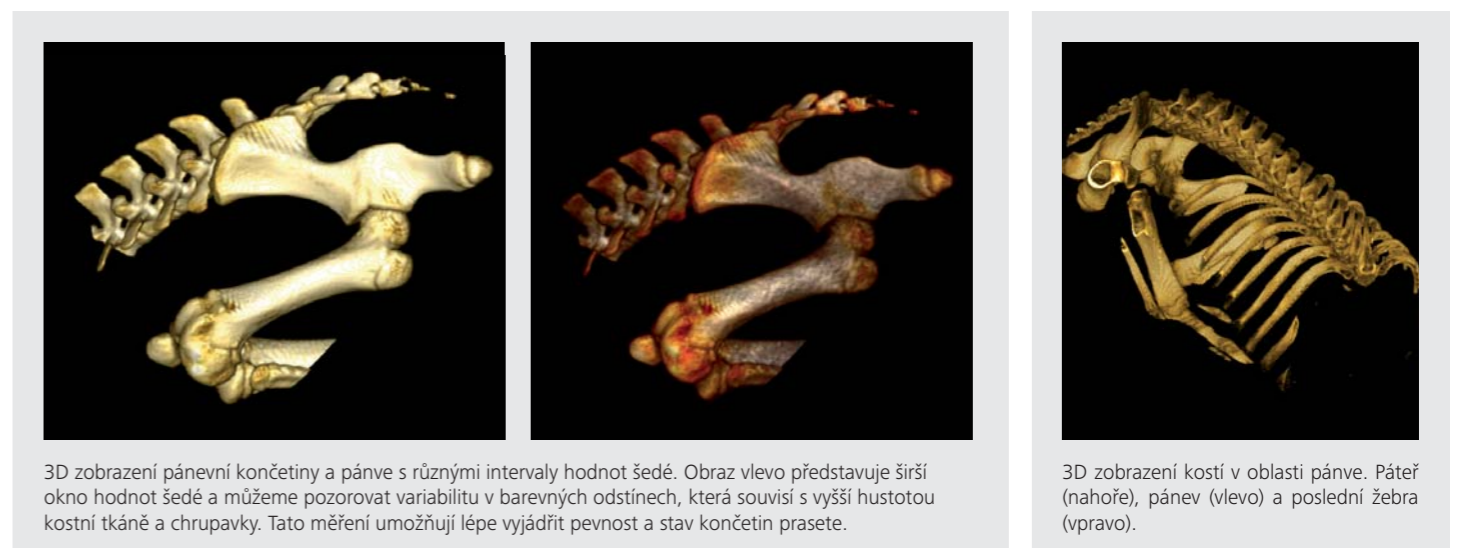 3D zobrazení pánevní končetiny a pánve s různými intervaly hodnot šedé. Obraz vlevo představuje širší
okno hodnot šedé a můžeme pozorovat variabilitu v barevných odstínech, která souvisí s vyšší hustotou
kostní tkáně a chrupavky. Tato měření umožňují lépe vyjádřit pevnost a stav končetin prasete.
3D zobrazení kostí v oblasti pánve. Páteř
(nahoře), pánev (vlevo) a poslední žebra
(vpravo).